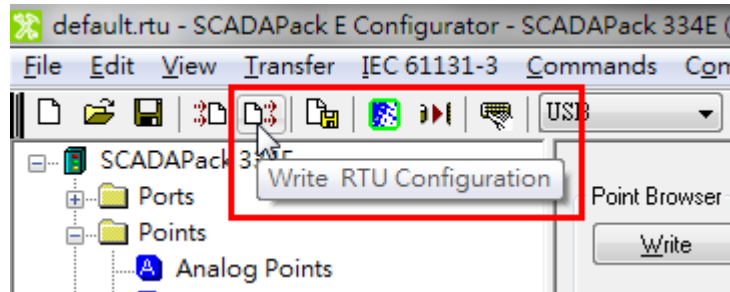 default.rtu - SCADAPack E Configurator - SCADAPack 334E (
File Edit View Transfer IEC 61131-3 Commands Con
USB
SCADAPack 334E
Write RTU Configuration
Ports
Point Browser
Points
Write
Analog Points